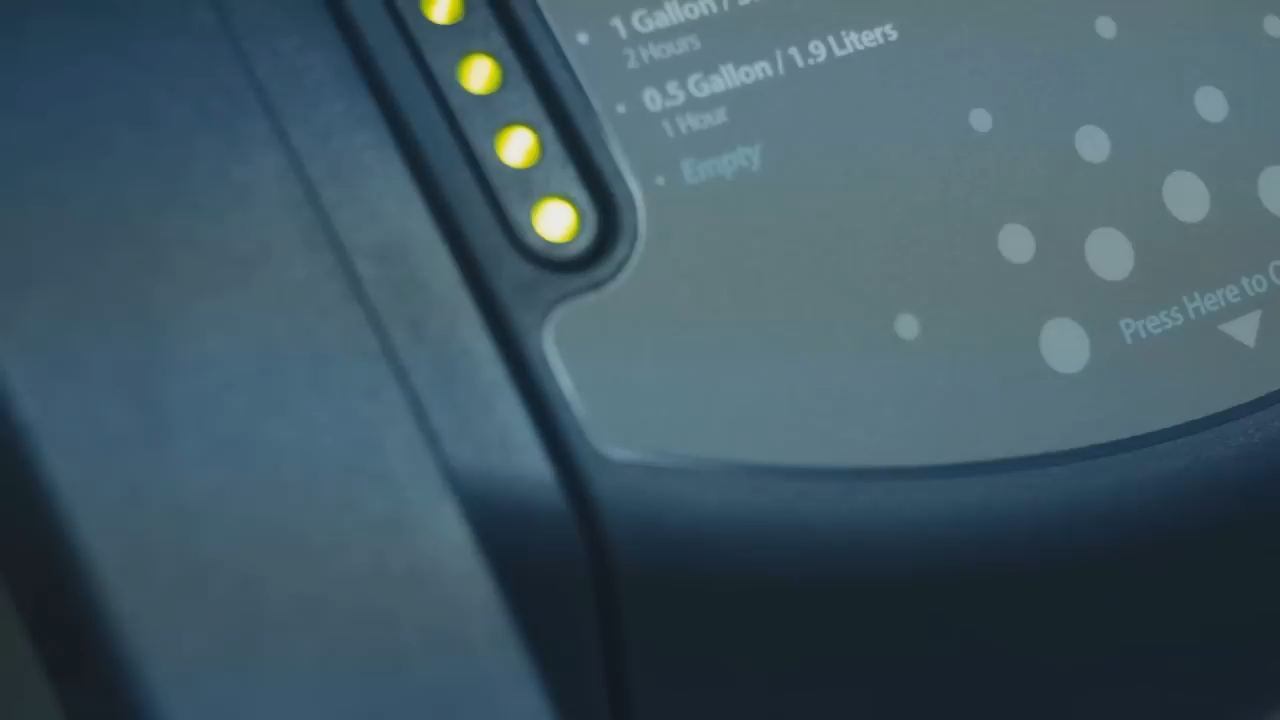 1 Gallon /
2 Hours
0.5 Gallon / 1.9 Liters
1 Hour
Empty
Press Here to